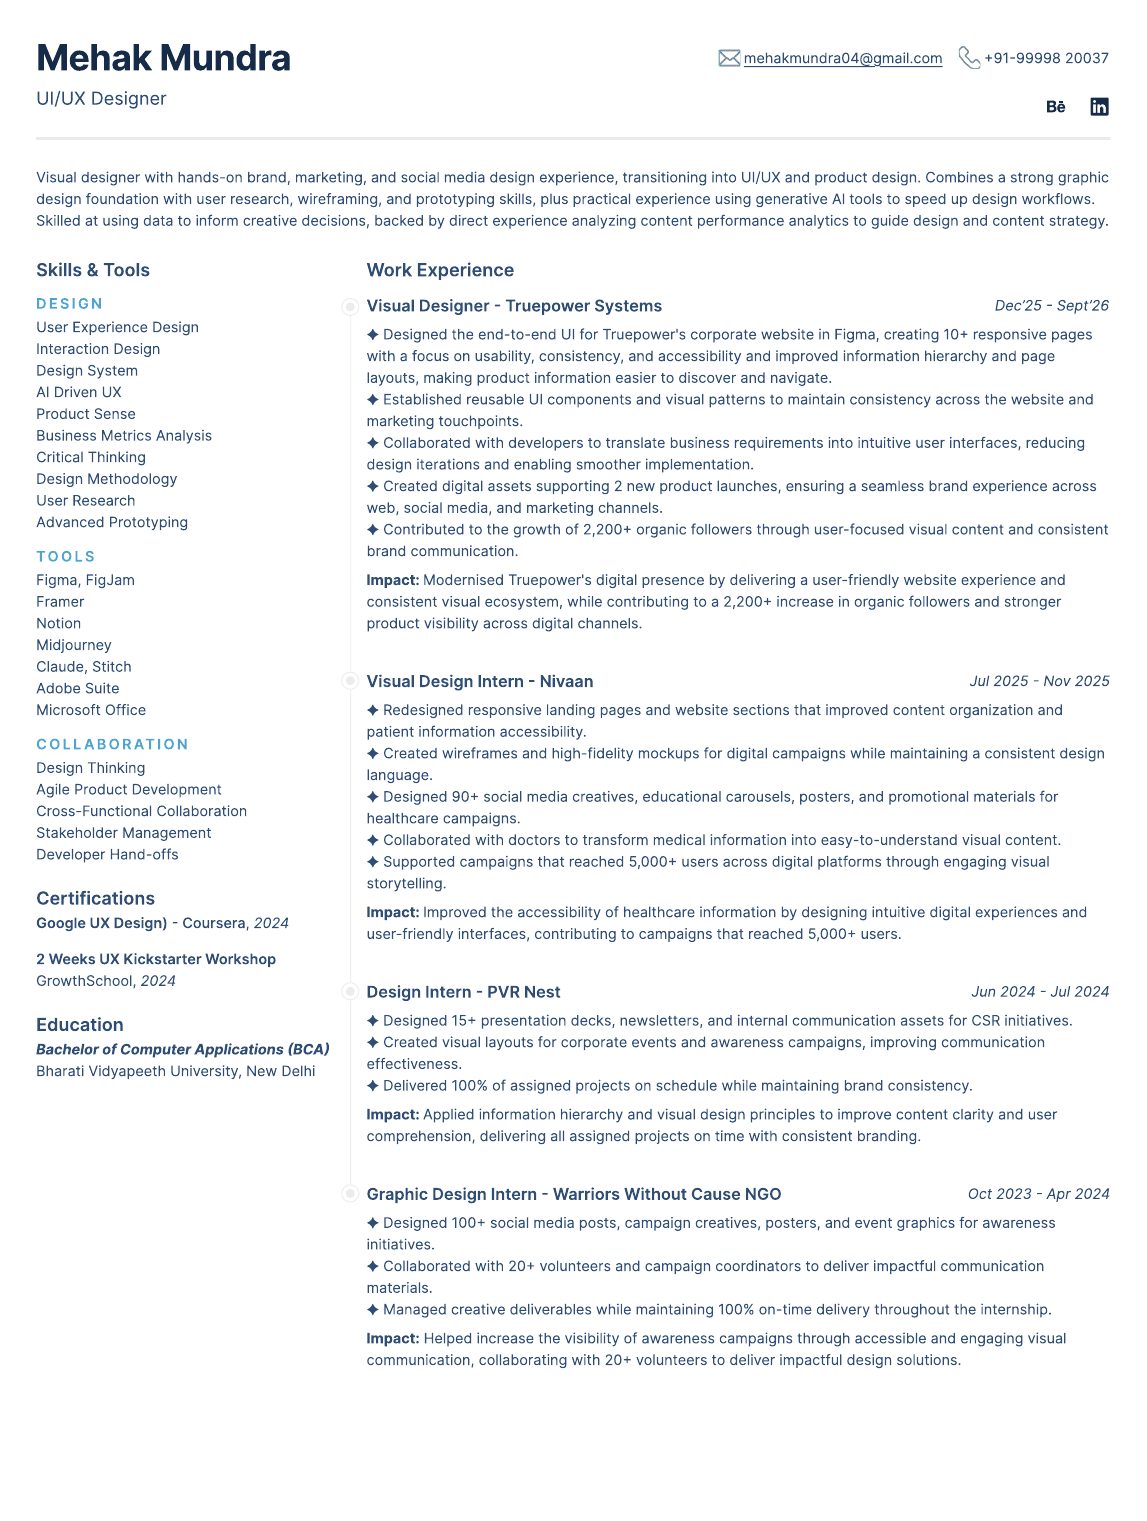 Mehak Mundra
mehakmundra04@gmail.com
+91-99998 20037
UI/UX Designer
Bē
in
Visual designer with hands-on brand, marketing, and social media design experience, transitioning into UI/UX and product design. Combines a strong graphic
design foundation with user research, wireframing, and prototyping skills, plus practical experience using generative AI tools to speed up design workflows.
Skilled at using data to inform creative decisions, backed by direct experience analyzing content performance analytics to guide design and content strategy.
Skills & Tools
DESIGN
User Experience Design
Interaction Design
Design System
AI Driven UX
Product Sense
Business Metrics Analysis
Critical Thinking
Design Methodology
User Research
Advanced Prototyping
TOOLS
Figma, FigJam
Framer
Notion
Midjourney
Claude, Stitch
Adobe Suite
Microsoft Office
COLLABORATION
Design Thinking
Agile Product Development
Cross-Functional Collaboration
Stakeholder Management
Developer Hand-offs
Certifications
Google UX Design) - Coursera, 2024
2 Weeks UX Kickstarter Workshop
GrowthSchool, 2024
Education
Bachelor of Computer Applications (BCA)
Bharati Vidyapeeth University, New Delhi
Work Experience
Visual Designer - Truepower Systems
Dec'25 - Sept'26
✦ Designed the end-to-end UI for Truepower's corporate website in Figma, creating 10+ responsive pages
with a focus on usability, consistency, and accessibility and improved information hierarchy and page
layouts, making product information easier to discover and navigate.
✦ Established reusable UI components and visual patterns to maintain consistency across the website and
marketing touchpoints.
✦ Collaborated with developers to translate business requirements into intuitive user interfaces, reducing
design iterations and enabling smoother implementation.
✦ Created digital assets supporting 2 new product launches, ensuring a seamless brand experience across
web, social media, and marketing channels.
✦ Contributed to the growth of 2,200+ organic followers through user-focused visual content and consistent
brand communication.
Impact: Modernised Truepower's digital presence by delivering a user-friendly website experience and
consistent visual ecosystem, while contributing to a 2,200+ increase in organic followers and stronger
product visibility across digital channels.
Visual Design Intern - Nivaan
Jul 2025 - Nov 2025
✦ Redesigned responsive landing pages and website sections that improved content organization and
patient information accessibility.
✦ Created wireframes and high-fidelity mockups for digital campaigns while maintaining a consistent design
language.
✦ Designed 90+ social media creatives, educational carousels, posters, and promotional materials for
healthcare campaigns.
✦ Collaborated with doctors to transform medical information into easy-to-understand visual content.
✦ Supported campaigns that reached 5,000+ users across digital platforms through engaging visual
storytelling.
Impact: Improved the accessibility of healthcare information by designing intuitive digital experiences and
user-friendly interfaces, contributing to campaigns that reached 5,000+ users.
Design Intern - PVR Nest
Jun 2024 - Jul 2024
✦ Designed 15+ presentation decks, newsletters, and internal communication assets for CSR initiatives.
✦ Created visual layouts for corporate events and awareness campaigns, improving communication
effectiveness.
✦ Delivered 100% of assigned projects on schedule while maintaining brand consistency.
Impact: Applied information hierarchy and visual design principles to improve content clarity and user
comprehension, delivering all assigned projects on time with consistent branding.
Graphic Design Intern - Warriors Without Cause NGO
Oct 2023 - Apr 2024
✦ Designed 100+ social media posts, campaign creatives, posters, and event graphics for awareness
initiatives.
✦ Collaborated with 20+ volunteers and campaign coordinators to deliver impactful communication
materials.
✦ Managed creative deliverables while maintaining 100% on-time delivery throughout the internship.
Impact: Helped increase the visibility of awareness campaigns through accessible and engaging visual
communication, collaborating with 20+ volunteers to deliver impactful design solutions.